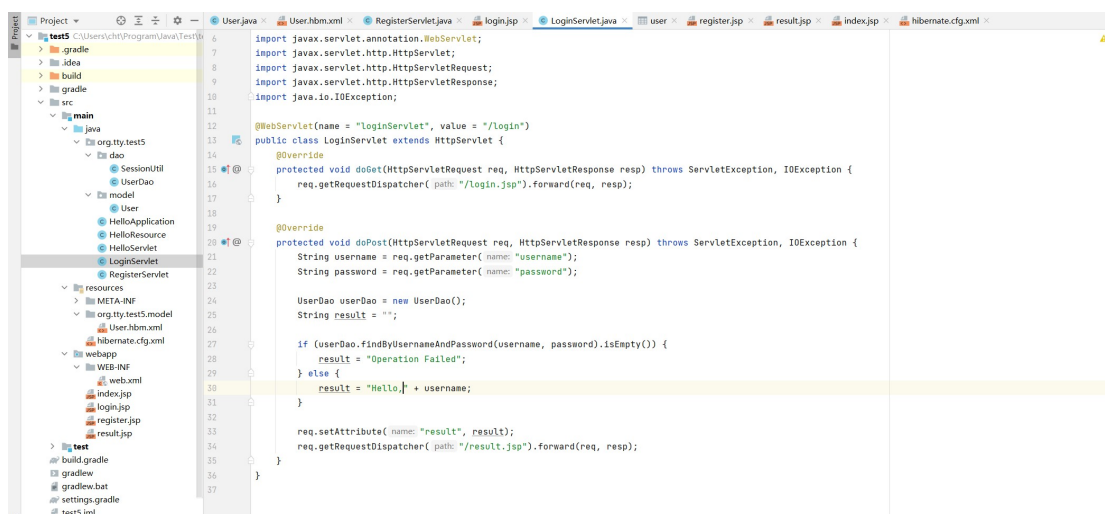 Project
Project
User.java
User.hbm.xml
RegisterServlet.java
login.jsp
LoginServlet.java
user
register.jsp
result.jsp
index.jsp
hibernate.cfg.xml
test5 C:\Users\cht\Program\Java\Test\t
.gradle
.idea
build
gradle
src
main
java
org.tty.test5
dao
SessionUtil
UserDao
model
User
HelloApplication
HelloResource
HelloServlet
LoginServlet
RegisterServlet
resources
META-INF
org.tty.test5.model
User.hbm.xml
hibernate.cfg.xml
webapp
WEB-INF
web.xml
index.jsp
login.jsp
register.jsp
result.jsp
test
build.gradle
gradlew
gradlew.bat
settings.gradle
test5.iml
6 import javax.servlet.annotation.WebServlet;
7 import javax.servlet.http.HttpServlet;
8 import javax.servlet.http.HttpServletRequest;
9 import javax.servlet.http.HttpServletResponse;
10 import java.io.IOException;
11
12 @WebServlet(name = "loginServlet", value = "/login")
13 public class LoginServlet extends HttpServlet {
14 @Override
15 @ protected void doGet(HttpServletRequest req, HttpServletResponse resp) throws ServletException, IOException {
16 req.getRequestDispatcher( path: "/login.jsp").forward(req, resp);
17 }
18
19 @Override
20 @ protected void doPost(HttpServletRequest req, HttpServletResponse resp) throws ServletException, IOException {
21 String username = req.getParameter( name: "username");
22 String password = req.getParameter( name: "password");
23
24 UserDao userDao = new UserDao();
25 String result = "";
26
27 if (userDao.findByUsernameAndPassword(username, password).isEmpty()) {
28 result = "Operation Failed";
29 } else {
30 result = "Hello," + username;
31 }
32
33 req.setAttribute( name: "result", result);
34 req.getRequestDispatcher( path: "/result.jsp").forward(req, resp);
35 }
36 }
37